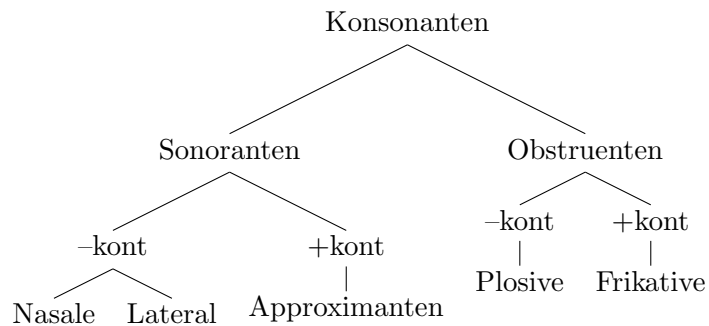 Konsonanten
Sonoranten Obstruenten
–kont +kont –kont +kont
Nasale Lateral Approximanten Plosive Frikative